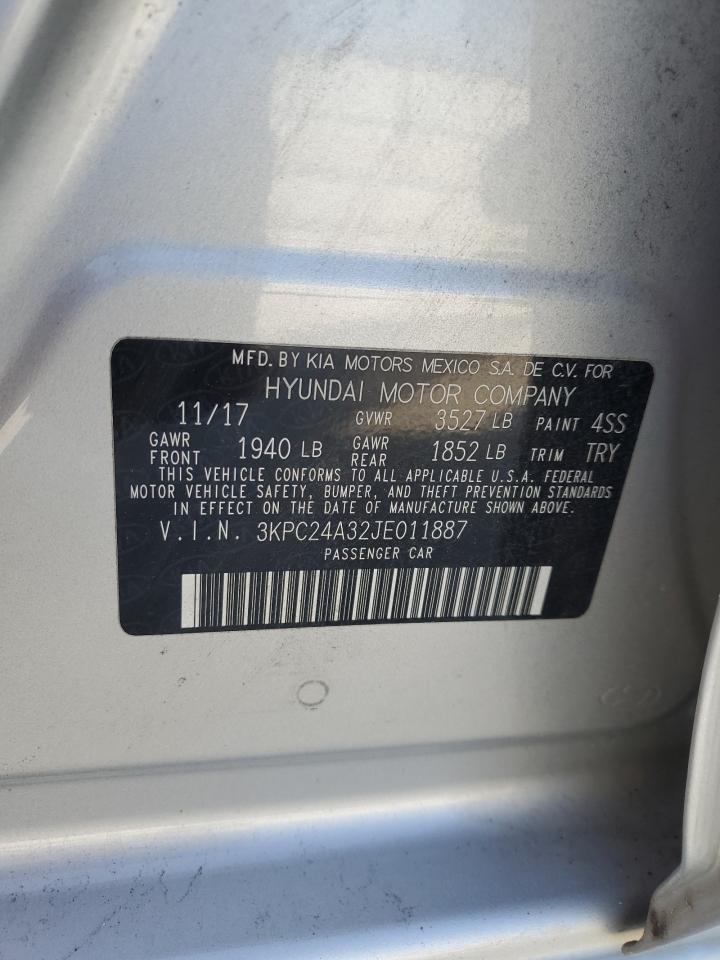 MFD. BY KIA MOTORS MEXICO S.A. DE C.V. FOR
HYUNDAI MOTOR COMPANY
11/17 GVWR 3527 LB PAINT 4SS
GAWR FRONT 1940 LB GAWR REAR 1852 LB TRIM TRY
THIS VEHICLE CONFORMS TO ALL APPLICABLE U.S.A. FEDERAL
MOTOR VEHICLE SAFETY, BUMPER, AND THEFT PREVENTION STANDARDS
IN EFFECT ON THE DATE OF MANUFACTURE SHOWN ABOVE.
V.I.N. 3KPC24A32JE011887
PASSENGER CAR